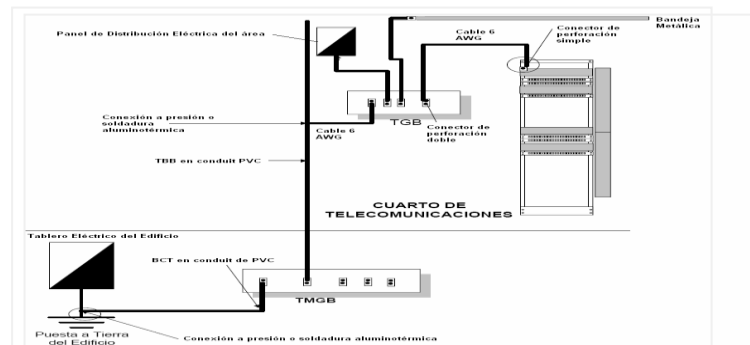 Bandeja
Metálica
Conector de
perforación
simple
Cable 6
AWG
Panel de Distribución Eléctrica del área
Conexión a presión o
soldadura
aluminotérmica
TGB
Cable 6
AWG
Conector de
perforación
doble
TBB en conduit PVC
CUARTO DE
TELECOMUNICACIONES
Tablero Eléctrico del Edificio
BCT en conduit de PVC
TMGB
Puesta a Tierra
del Edificio
Conexión a presión o soldadura aluminotérmica